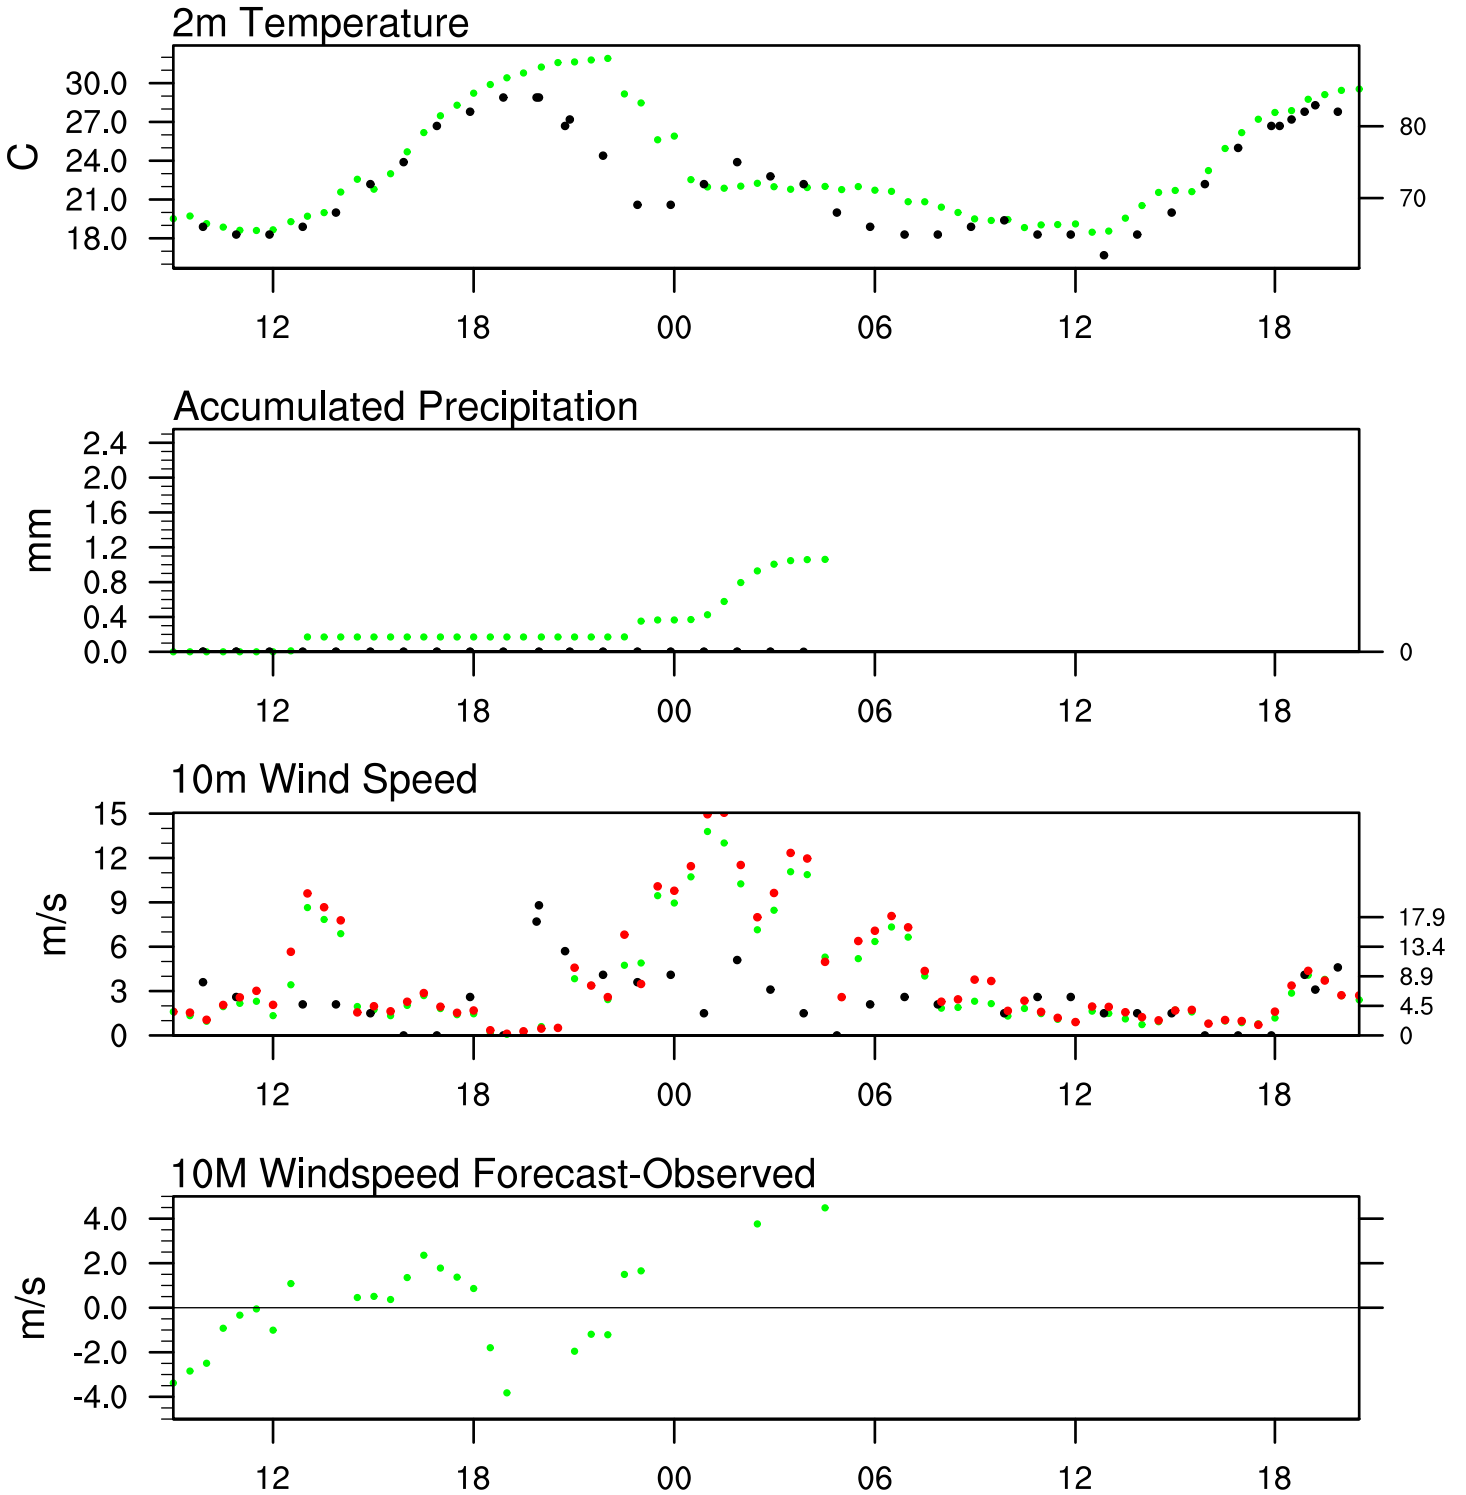 2m Temperature
30.0
27.0
24.0
21.0
18.0
C
80
70
12 18 00 06 12 18
Accumulated Precipitation
2.4
2.0
1.6
1.2
0.8
0.4
0.0
mm
0
12 18 00 06 12 18
10m Wind Speed
15
12
9
6
3
0
m/s
17.9
13.4
8.9
4.5
0
12 18 00 06 12 18
10M Windspeed Forecast-Observed
4.0
2.0
0.0
-2.0
-4.0
m/s
12 18 00 06 12 18